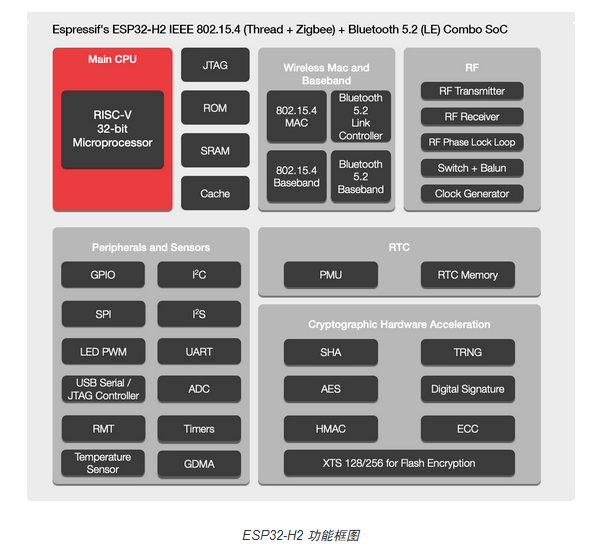 Espressif's ESP32-H2 IEEE 802.15.4 (Thread + Zigbee) + Bluetooth 5.2 (LE) Combo SoC
Main CPU
RISC-V
32-bit
Microprocessor
JTAG
ROM
SRAM
Cache
Wireless Mac and
Baseband
802.15.4
MAC
Bluetooth
5.2
Link
Controller
802.15.4
Baseband
Bluetooth
5.2
Baseband
RF
RF Transmitter
RF Receiver
RF Phase Lock Loop
Switch + Balun
Clock Generator
Peripherals and Sensors
GPIO
I²C
SPI
I²S
LED PWM
UART
USB Serial /
JTAG Controller
ADC
RMT
Timers
Temperature
Sensor
GDMA
RTC
PMU
RTC Memory
Cryptographic Hardware Acceleration
SHA
TRNG
AES
Digital Signature
HMAC
ECC
XTS 128/256 for Flash Encryption
ESP32-H2 功能框图